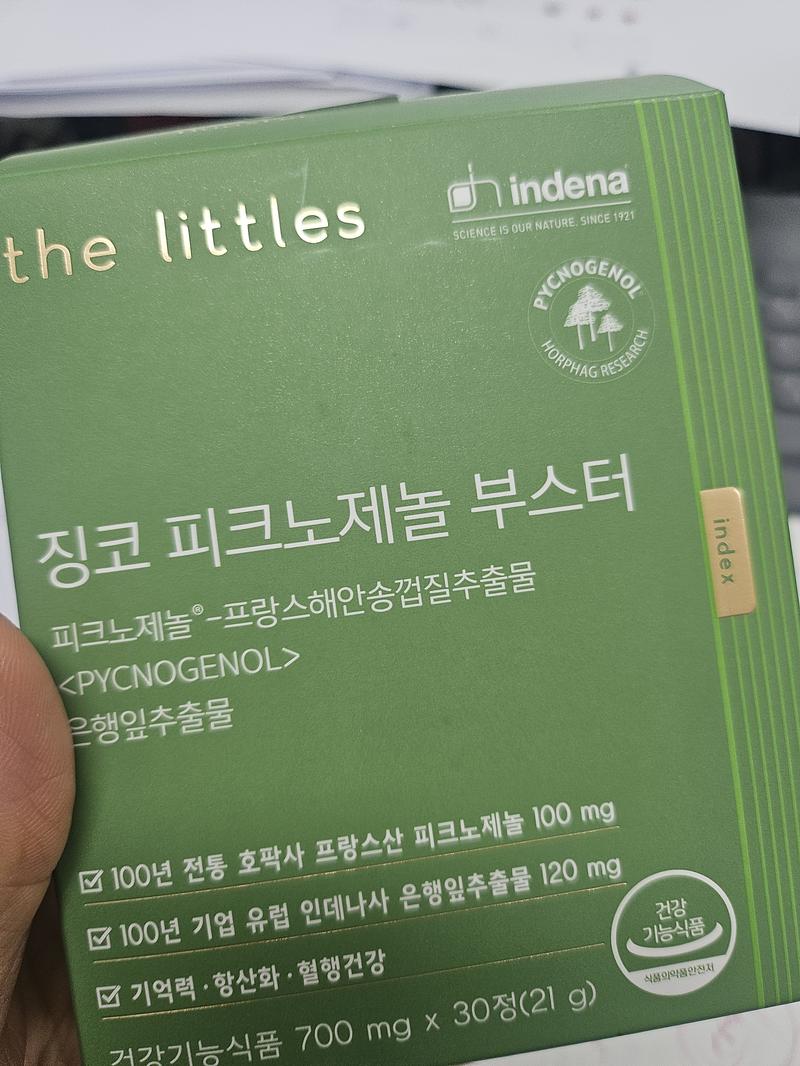 the littles
indena
SCIENCE IS OUR NATURE. SINCE 1921
PYCNOGENOL®
HORPHAG RESEARCH
징코 피크노제놀 부스터
피크노제놀®-프랑스해안송껍질추출물
<PYCNOGENOL>
은행잎추출물
index
100년 전통 호팍사 프랑스산 피크노제놀 100 mg
100년 기업 유럽 인데나사 은행잎추출물 120 mg
기억력·항산화·혈행건강
건강
기능식품
식품의약품안전처
건강기능식품 700 mg x 30정(21 g)